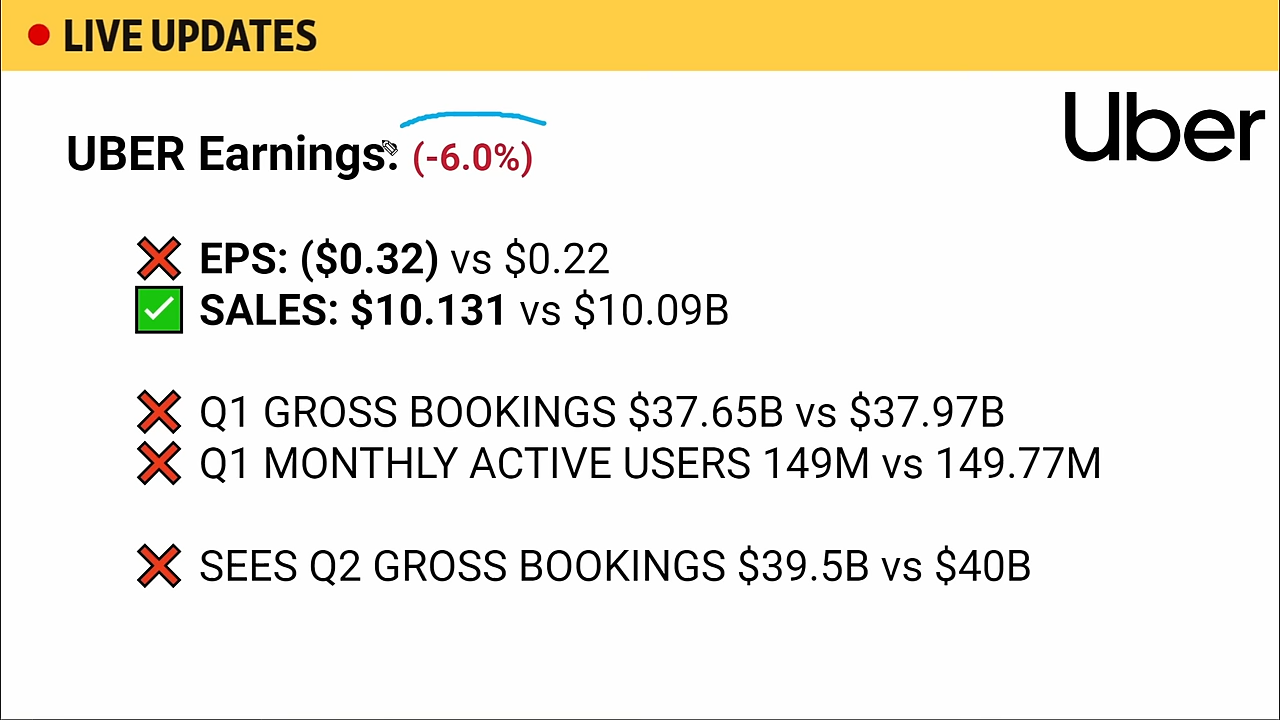 LIVE UPDATES
Uber
UBER Earnings: (-6.0%)
EPS: ($0.32) vs $0.22
SALES: $10.131 vs $10.09B
Q1 GROSS BOOKINGS $37.65B vs $37.97B
Q1 MONTHLY ACTIVE USERS 149M vs 149.77M
SEES Q2 GROSS BOOKINGS $39.5B vs $40B